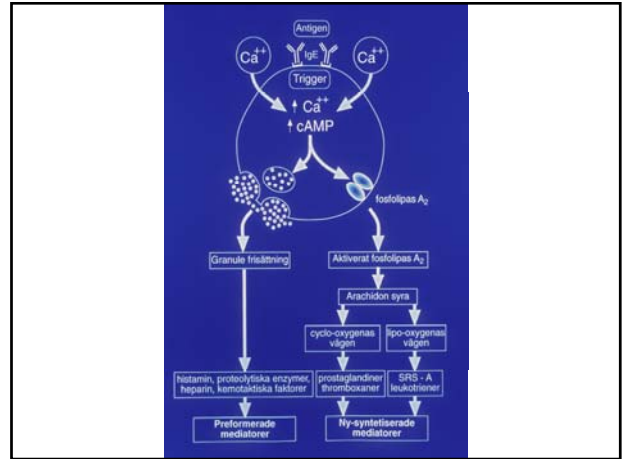 Antigen
Ca++
IgE
Ca++
Trigger
Ca++
cAMP
fosfolipas A2
Granule frisättning
Aktiverat fosfolipas A2
Arachidon syra
cyclo-oxygenas
vägen
lipo-oxygenas
vägen
histamin, proteolytiska enzymer,
heparin, kemotaktiska faktorer
prostaglandiner
thromboxaner
SRS - A
leukotriener
Preformerade
mediatorer
Ny-syntetiserade
mediatorer